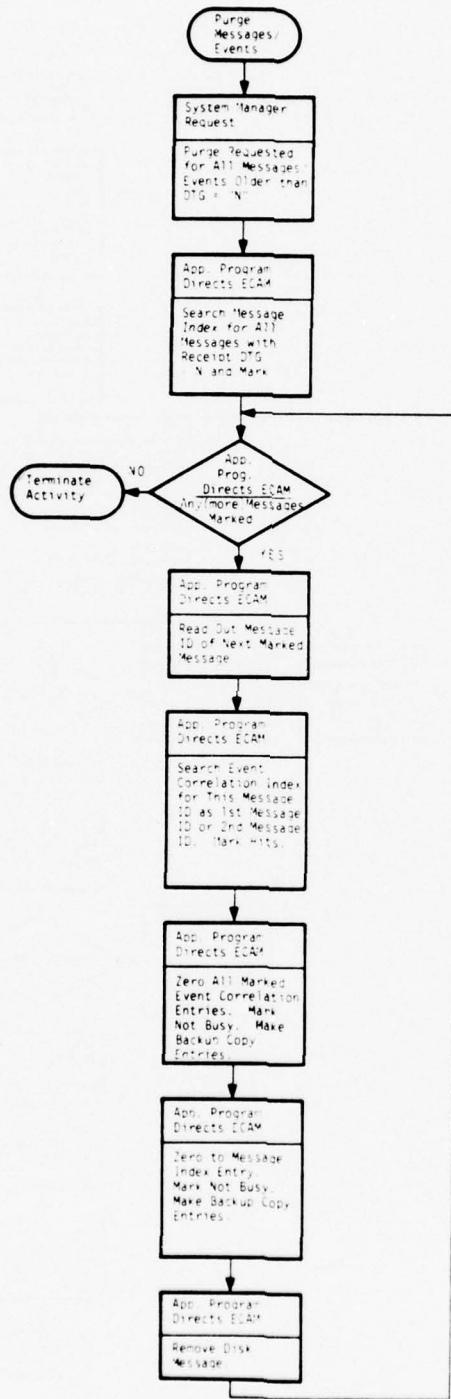 Purge
Messages/
Events
System Manager
Request
Purge Requested
for All Messages/
Events Older than
DTG = "N"
App. Program
Directs ECAM
Search Message
Index for All
Messages with
Receipt DTG
N and Mark
App.
Prog.
Directs ECAM
Any(more)Messages
Marked
NO
Terminate
Activity
YES
App. Program
Directs ECAM
Read Out Message
ID of Next Marked
Message
App. Program
Directs ECAM
Search Event
Correlation Index
for This Message
ID as 1st Message
ID or 2nd Message
ID. Mark Hits.
App. Program
Directs ECAM
Zero All Marked
Event Correlation
Entries. Mark
Not Busy. Make
Backup Copy
Entries.
App. Program
Directs ECAM
Zero to Message
Index Entry.
Mark Not Busy.
Make Backup Copy
Entries.
App. Program
Directs ECAM
Remove Disk
Message.